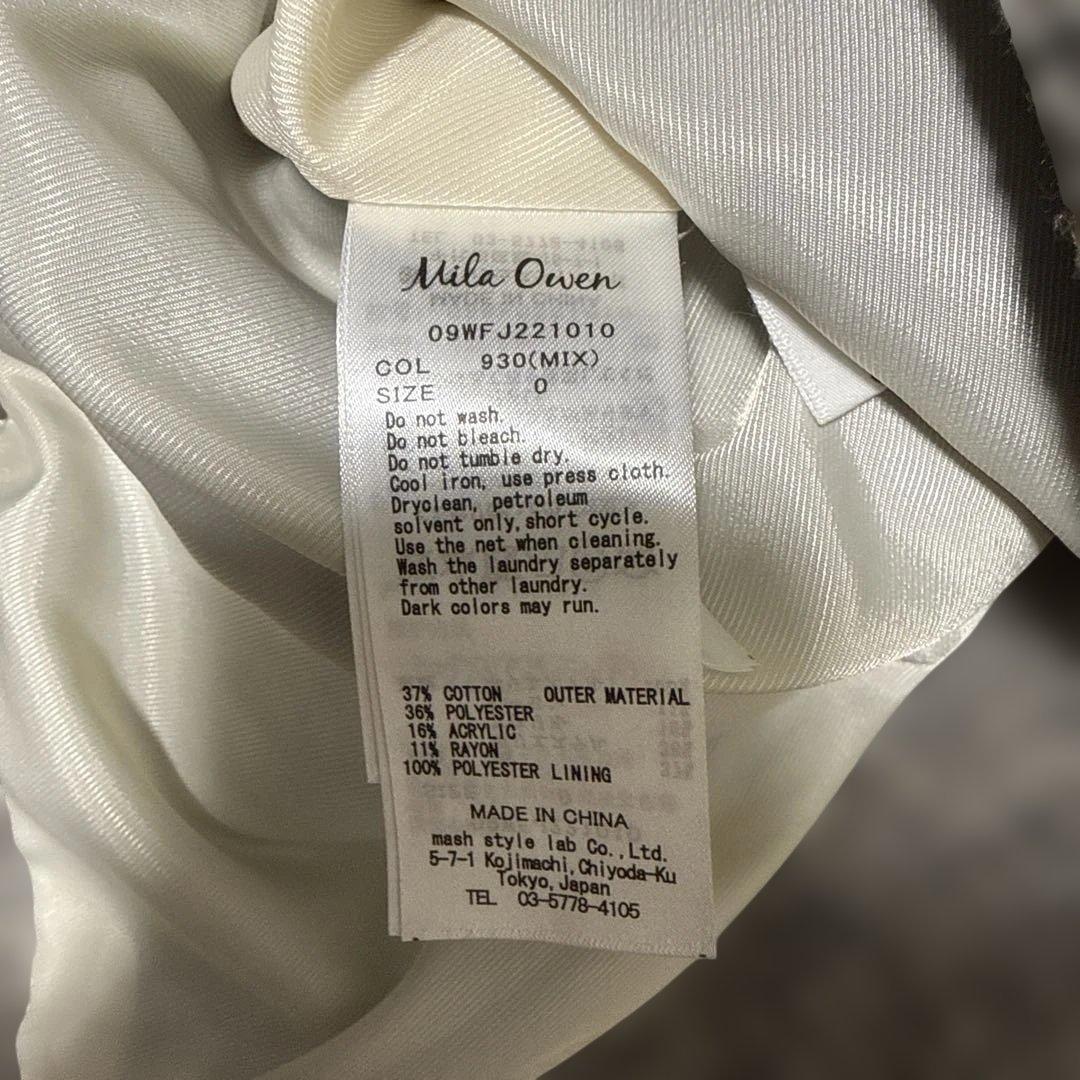 Mila Owen
09WFJ221010
COL 930(MIX)
SIZE 0
Do not wash.
Do not bleach.
Do not tumble dry.
Cool iron, use press cloth.
Dryclean, petroleum
solvent only, short cycle.
Use the net when cleaning.
Wash the laundry separately
from other laundry.
Dark colors may run.
37% COTTON OUTER MATERIAL
36% POLYESTER
16% ACRYLIC
11% RAYON
100% POLYESTER LINING
MADE IN CHINA
mash style lab Co.,Ltd.
5-7-1 Kojimachi,Chiyoda-Ku
Tokyo,Japan
TEL 03-5778-4105